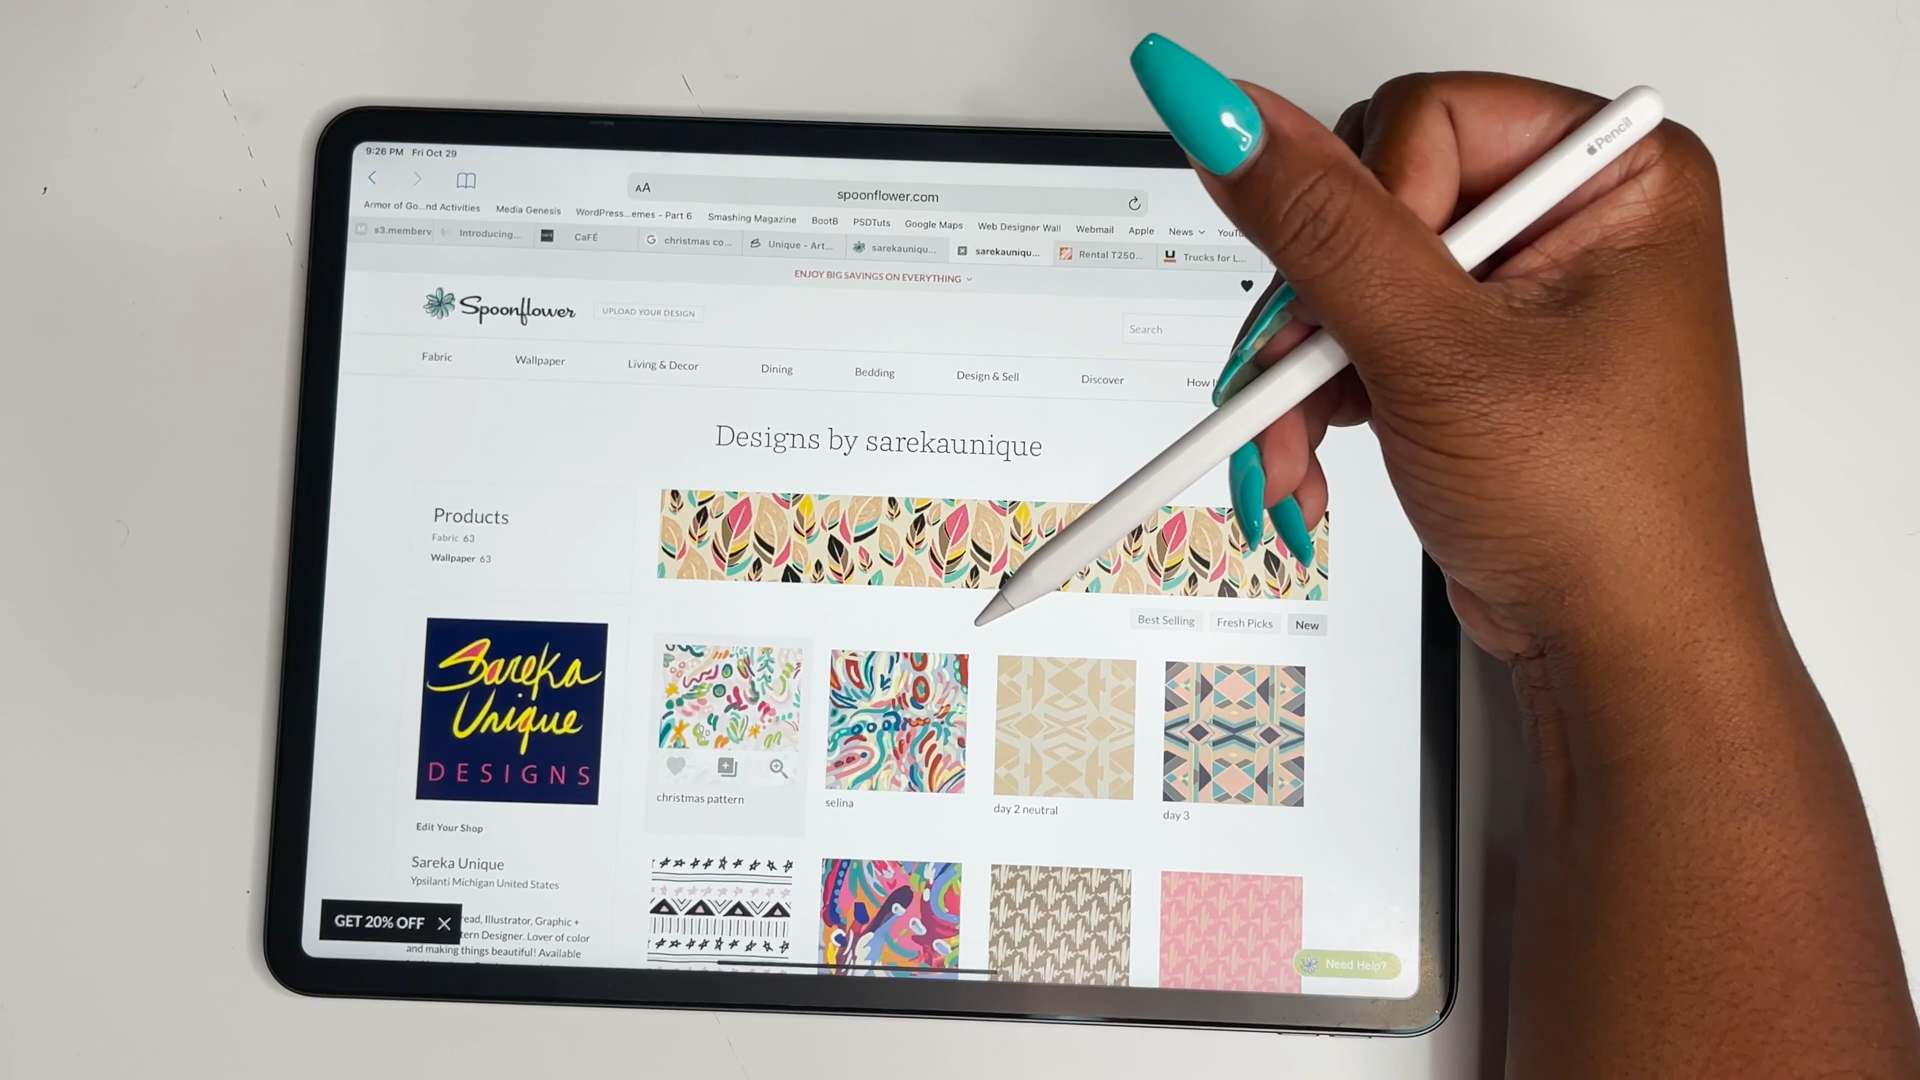 9:26 PM Fri Oct 29
AA spoonflower.com
Armor of Go...nd Activities Media Genesis WordPress...emes - Part 6 Smashing Magazine BootB PSDTuts Google Maps Web Designer Wall Webmail Apple News YouTu
s3.memberv Introducing... CaFÉ christmas co... Unique - Art... sarekauniqu... sarekauniqu... Rental T250... Trucks for L...
ENJOY BIG SAVINGS ON EVERYTHING
Spoonflower UPLOAD YOUR DESIGN Search
Fabric Wallpaper Living & Decor Dining Bedding Design & Sell Discover How I
Designs by sarekaunique
Products
Fabric 63
Wallpaper 63
Best Selling Fresh Picks New
Sareka
Unique
DESIGNS
christmas pattern selina day 2 neutral day 3
Edit Your Shop
Sareka Unique
Ypsilanti Michigan United States
GET 20% OFF
read, Illustrator, Graphic +
tern Designer. Lover of color
and making things beautiful! Available
Need Help?
Pencil